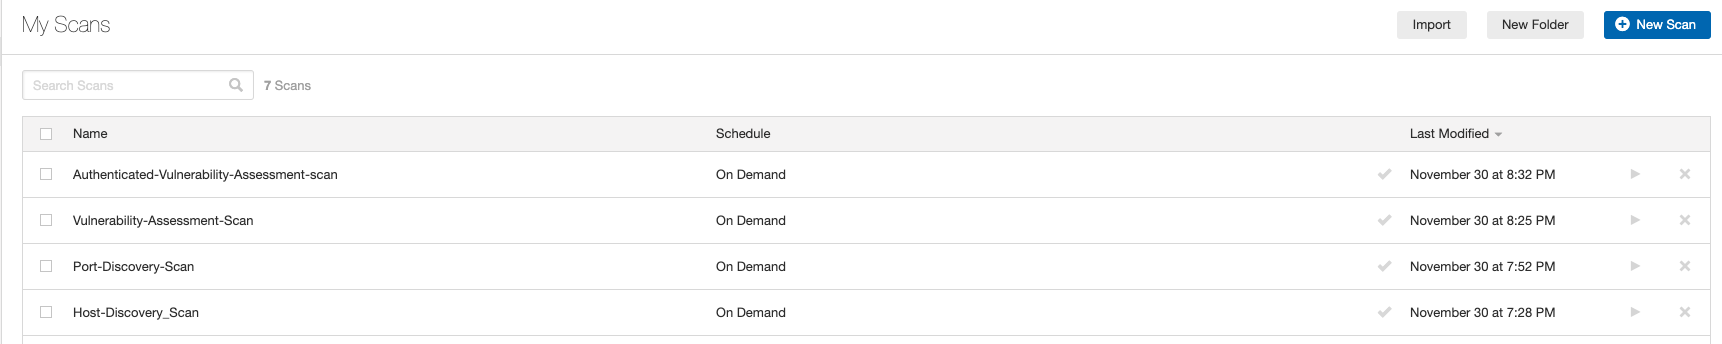 My Scans
Import
New Folder
New Scan
Search Scans
7 Scans
Name Schedule Last Modified
Authenticated-Vulnerability-Assessment-scan On Demand November 30 at 8:32 PM
Vulnerability-Assessment-Scan On Demand November 30 at 8:25 PM
Port-Discovery-Scan On Demand November 30 at 7:52 PM
Host-Discovery_Scan On Demand November 30 at 7:28 PM